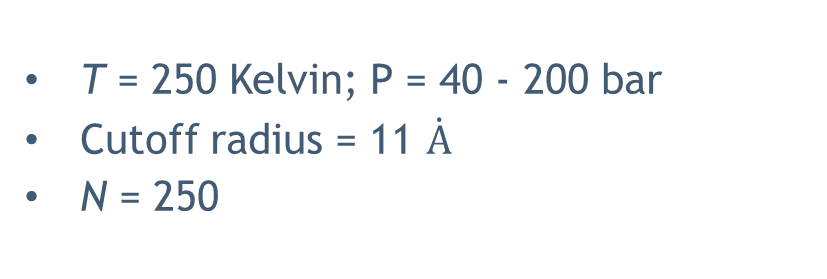 • T = 250 Kelvin; P = 40 - 200 bar
• Cutoff radius = 11 Ȧ
• N = 250